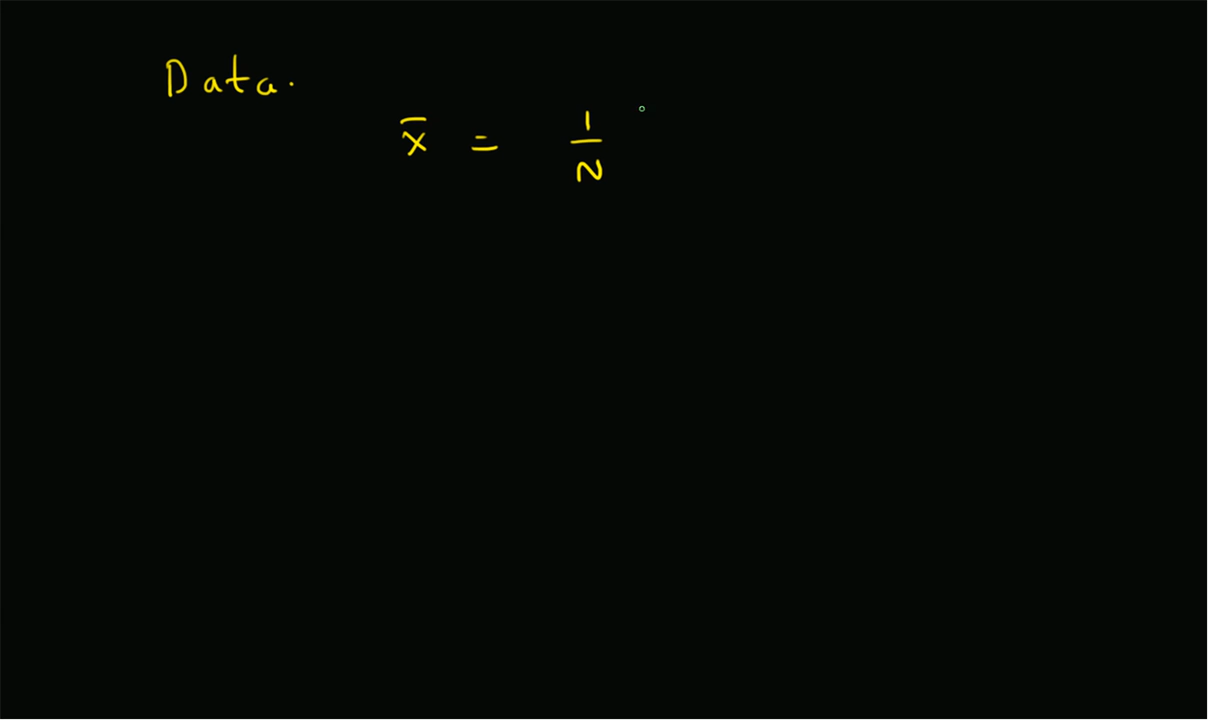 Data.
x̄ = 1/N